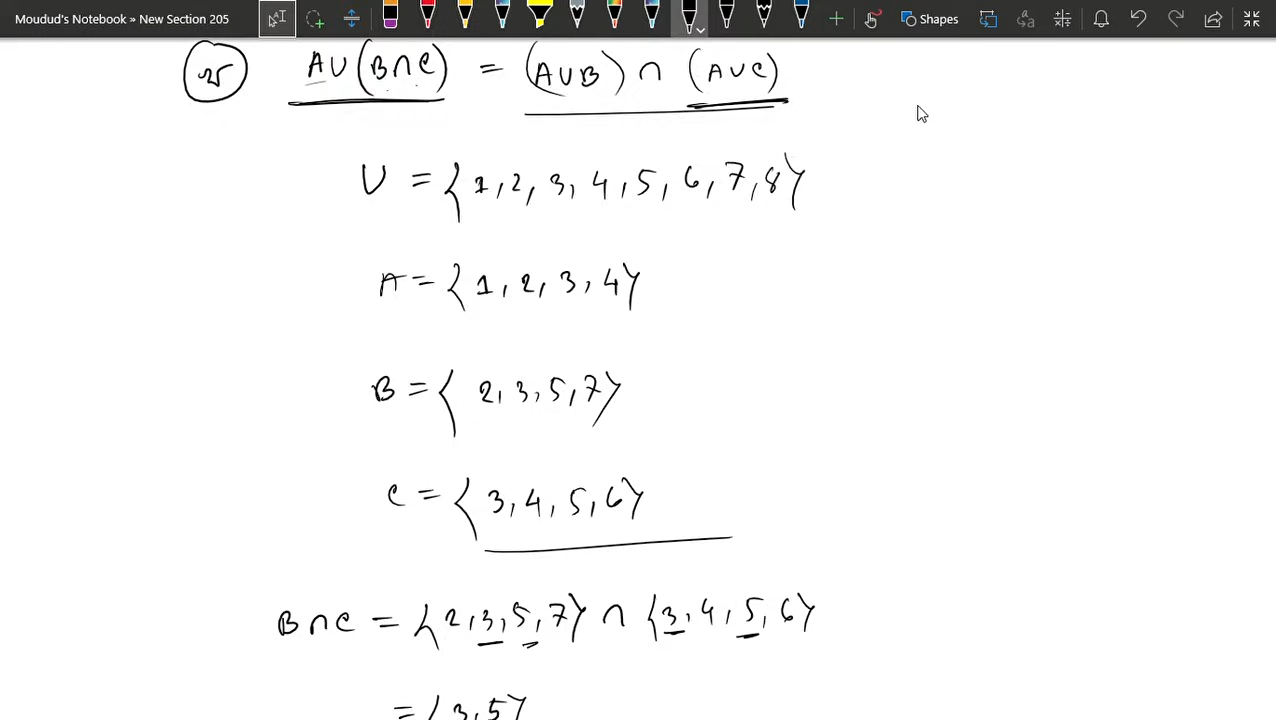 Moudud's Notebook » New Section 205
Shapes
A∪(B∩C) = (A∪B) ∩ (A∪C)
U = {1, 2, 3, 4, 5, 6, 7, 8}
A = {1, 2, 3, 4}
B = {2, 3, 5, 7}
C = {3, 4, 5, 6}
B∩C = {2, 3, 5, 7} ∩ {3, 4, 5, 6}
= {3, 5}